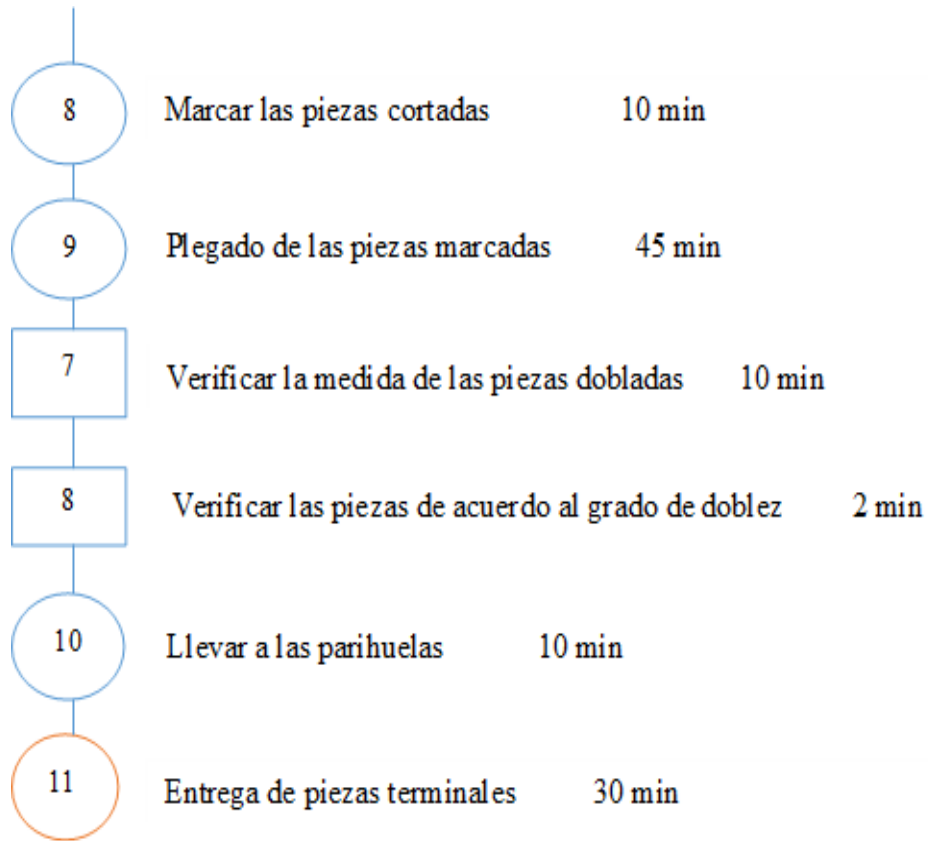 8 Marcar las piezas cortadas 10 min
9 Plegado de las piezas marcadas 45 min
7 Verificar la medida de las piezas dobladas 10 min
8 Verificar las piezas de acuerdo al grado de doblez 2 min
10 Llevar a las parihuelas 10 min
11 Entrega de piezas terminales 30 min